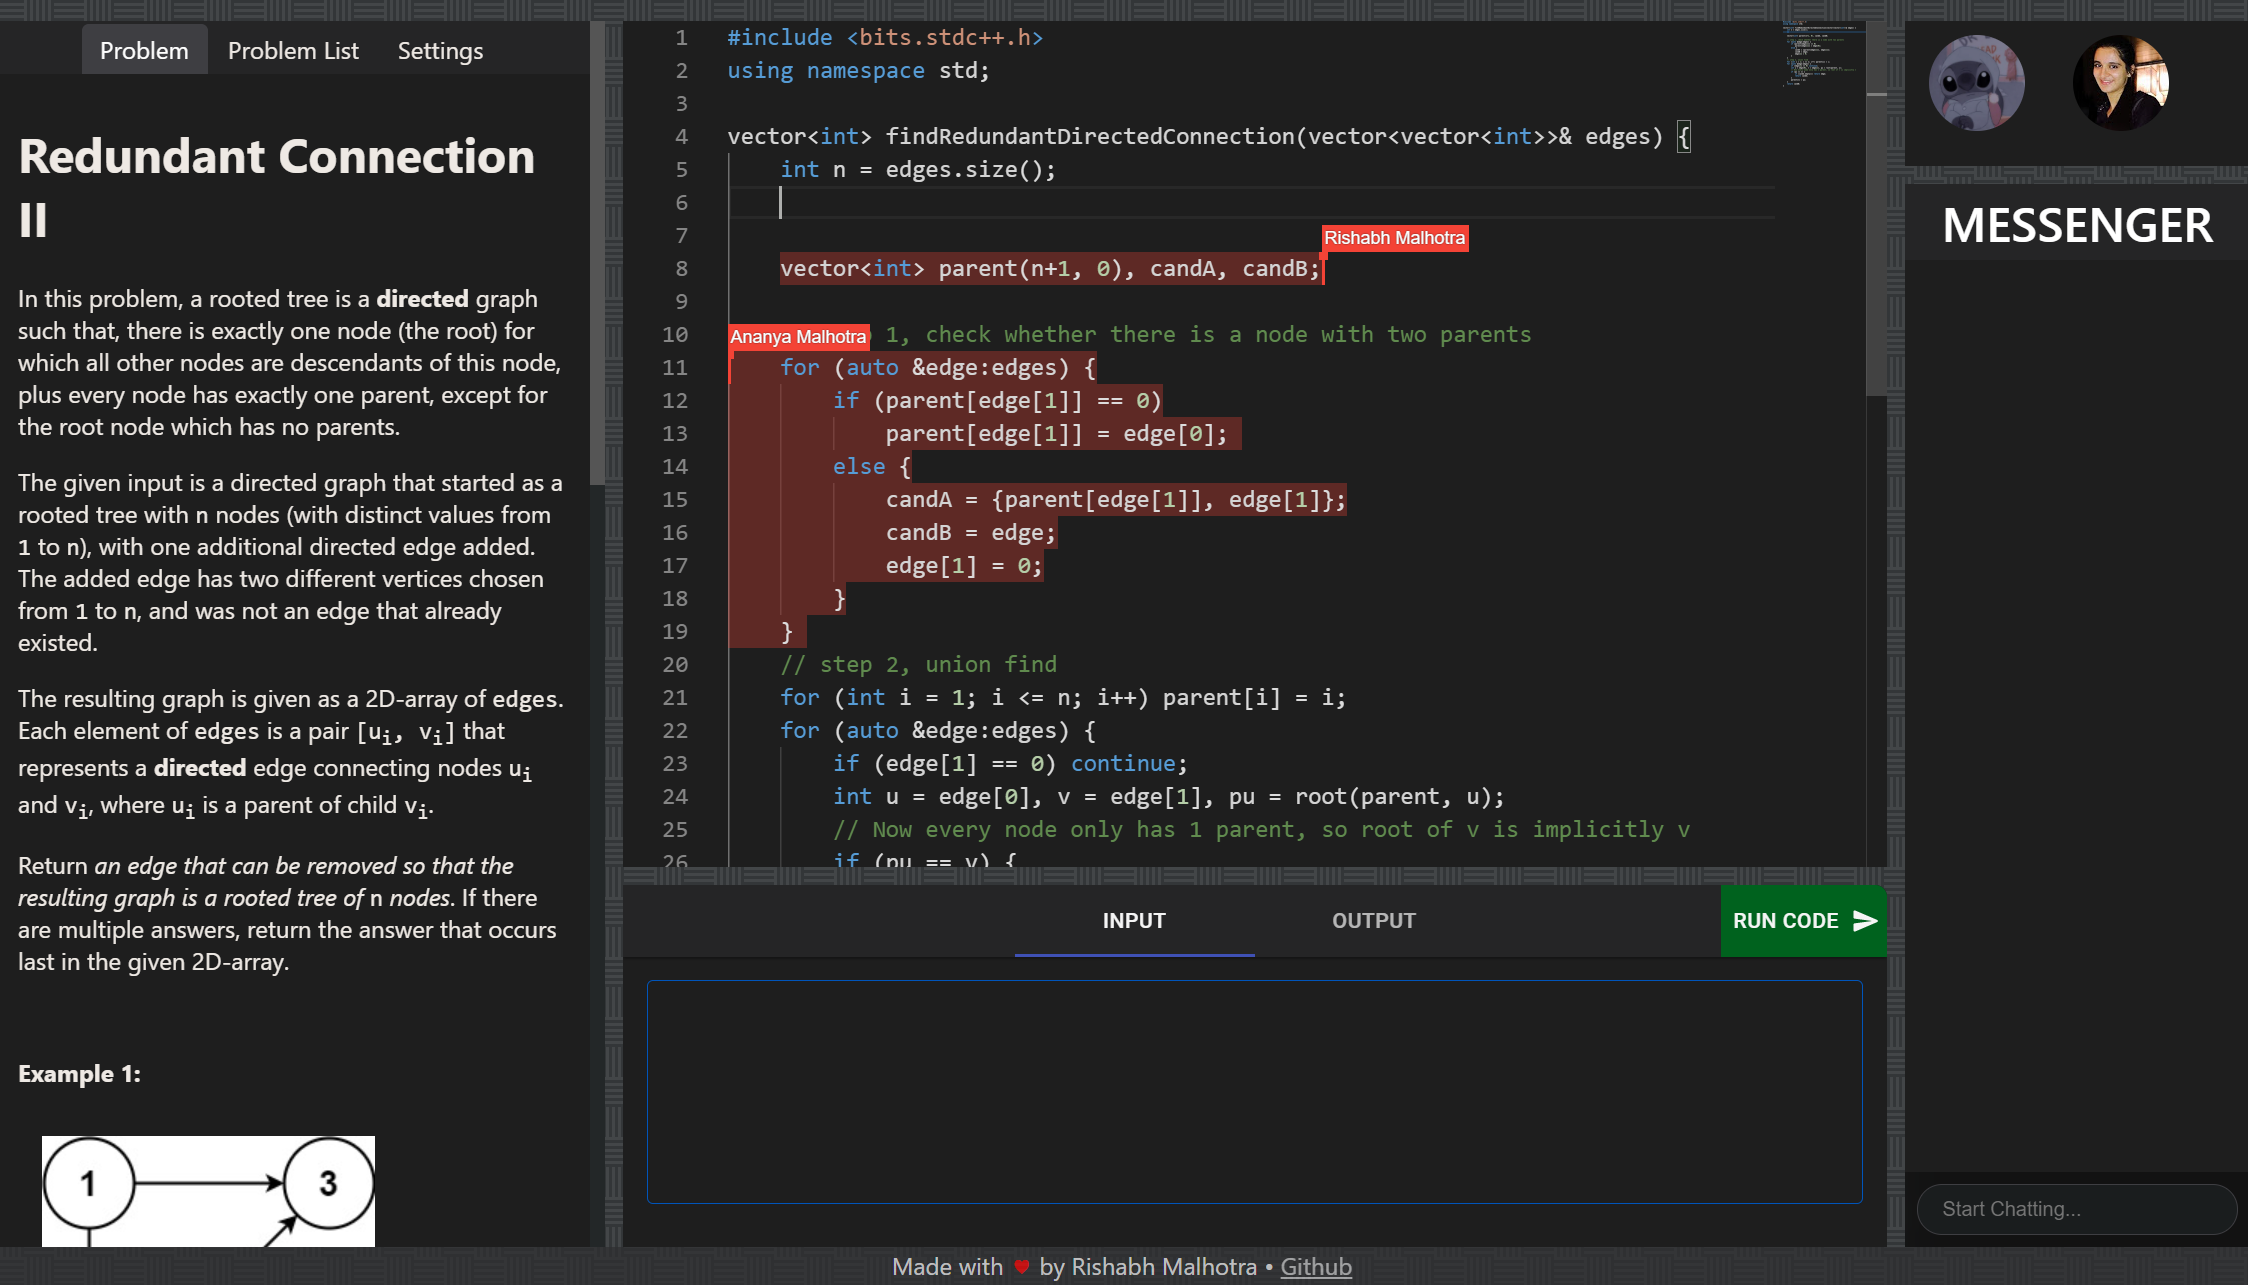 Problem Problem List Settings
Redundant Connection
II
In this problem, a rooted tree is a directed graph
such that, there is exactly one node (the root) for
which all other nodes are descendants of this node,
plus every node has exactly one parent, except for
the root node which has no parents.
The given input is a directed graph that started as a
rooted tree with n nodes (with distinct values from
1 to n), with one additional directed edge added.
The added edge has two different vertices chosen
from 1 to n, and was not an edge that already
existed.
The resulting graph is given as a 2D-array of edges.
Each element of edges is a pair [ui, vi] that
represents a directed edge connecting nodes ui
and vi, where ui is a parent of child vi.
Return an edge that can be removed so that the
resulting graph is a rooted tree of n nodes. If there
are multiple answers, return the answer that occurs
last in the given 2D-array.
Example 1:
1 3
1 #include <bits.stdc++.h>
2 using namespace std;
3
4 vector<int> findRedundantDirectedConnection(vector<vector<int>>& edges) {
5 int n = edges.size();
6
7
Rishabh Malhotra
8 vector<int> parent(n+1, 0), candA, candB;
9
10 Ananya Malhotra 1, check whether there is a node with two parents
11 for (auto &edge:edges) {
12 if (parent[edge[1]] == 0)
13 parent[edge[1]] = edge[0];
14 else {
15 candA = {parent[edge[1]], edge[1]};
16 candB = edge;
17 edge[1] = 0;
18 }
19 }
20 // step 2, union find
21 for (int i = 1; i <= n; i++) parent[i] = i;
22 for (auto &edge:edges) {
23 if (edge[1] == 0) continue;
24 int u = edge[0], v = edge[1], pu = root(parent, u);
25 // Now every node only has 1 parent, so root of v is implicitly v
26 if (pu == v) {
INPUT OUTPUT RUN CODE
MESSENGER
Start Chatting...
Made with ♥ by Rishabh Malhotra • Github